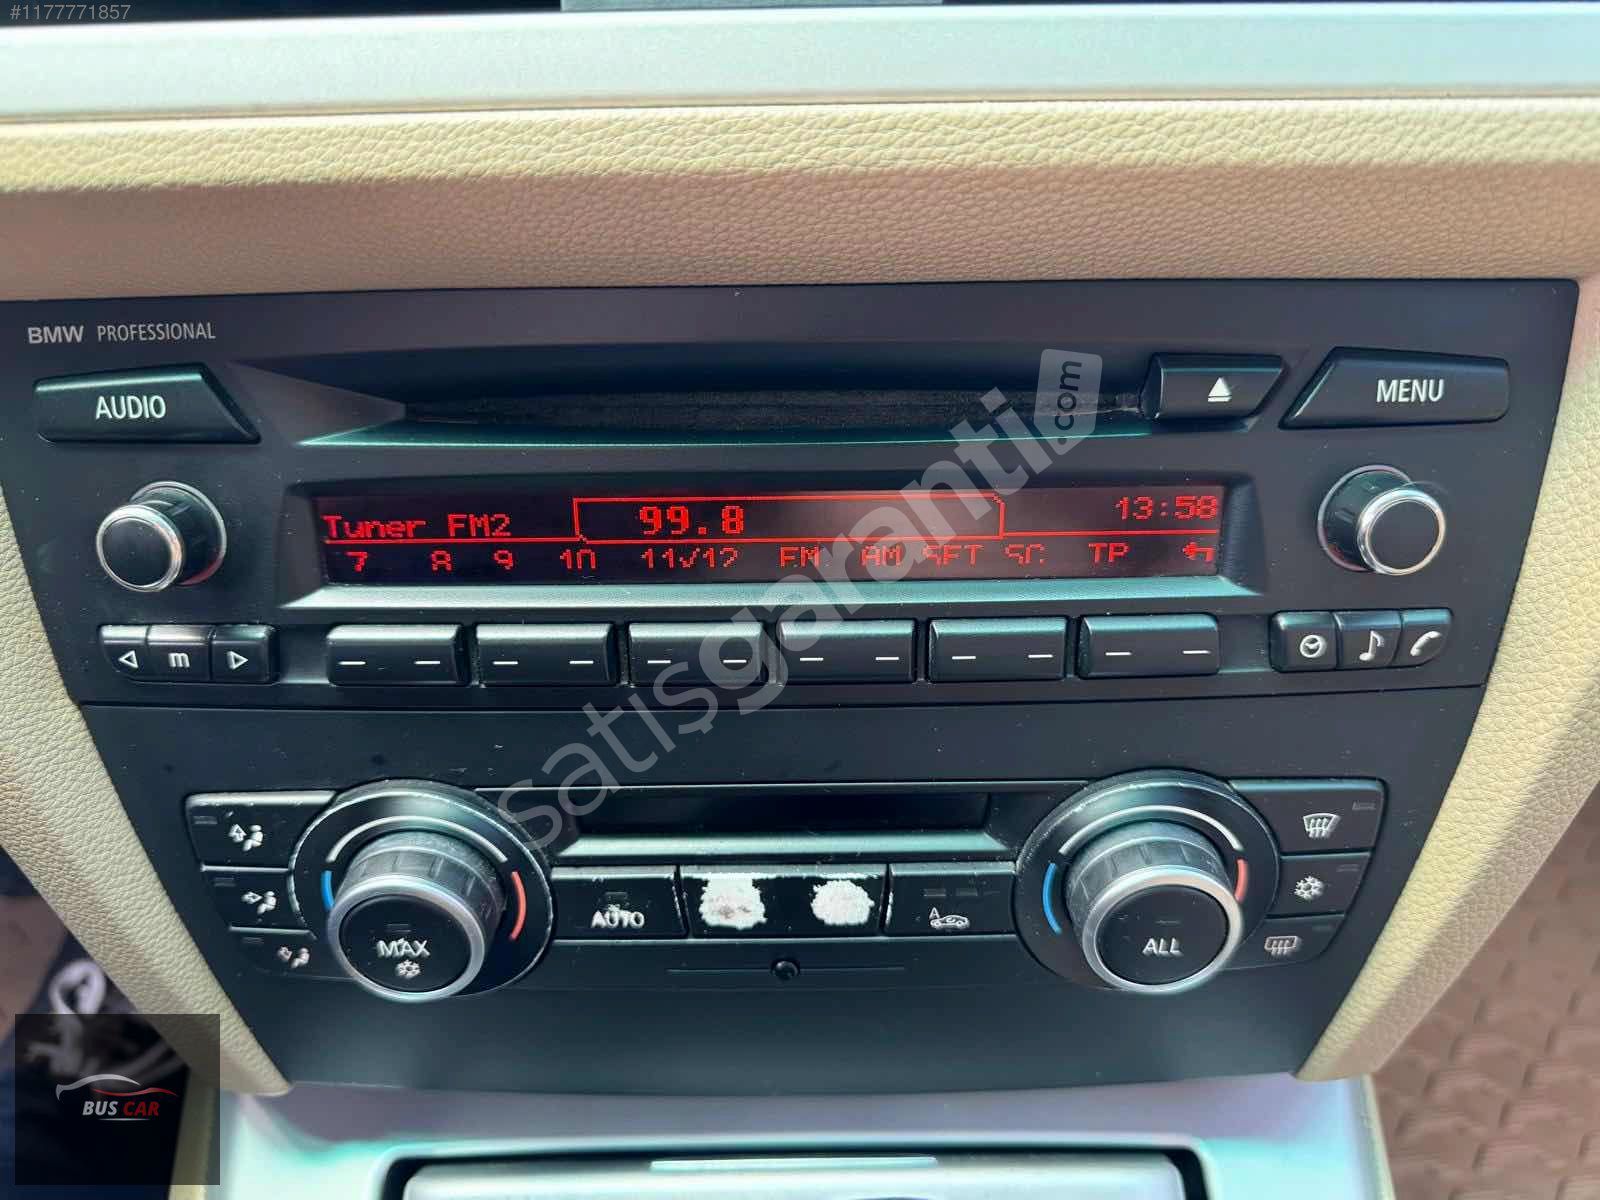 #1177771857
BMW PROFESSIONAL
AUDIO
MENU
satışgaranti.com
Tuner FM2 99.8 13:58
7 8 9 10 11/12 FM AM SET SC TP
m
AUTO
A
MAX
ALL
BUS CAR